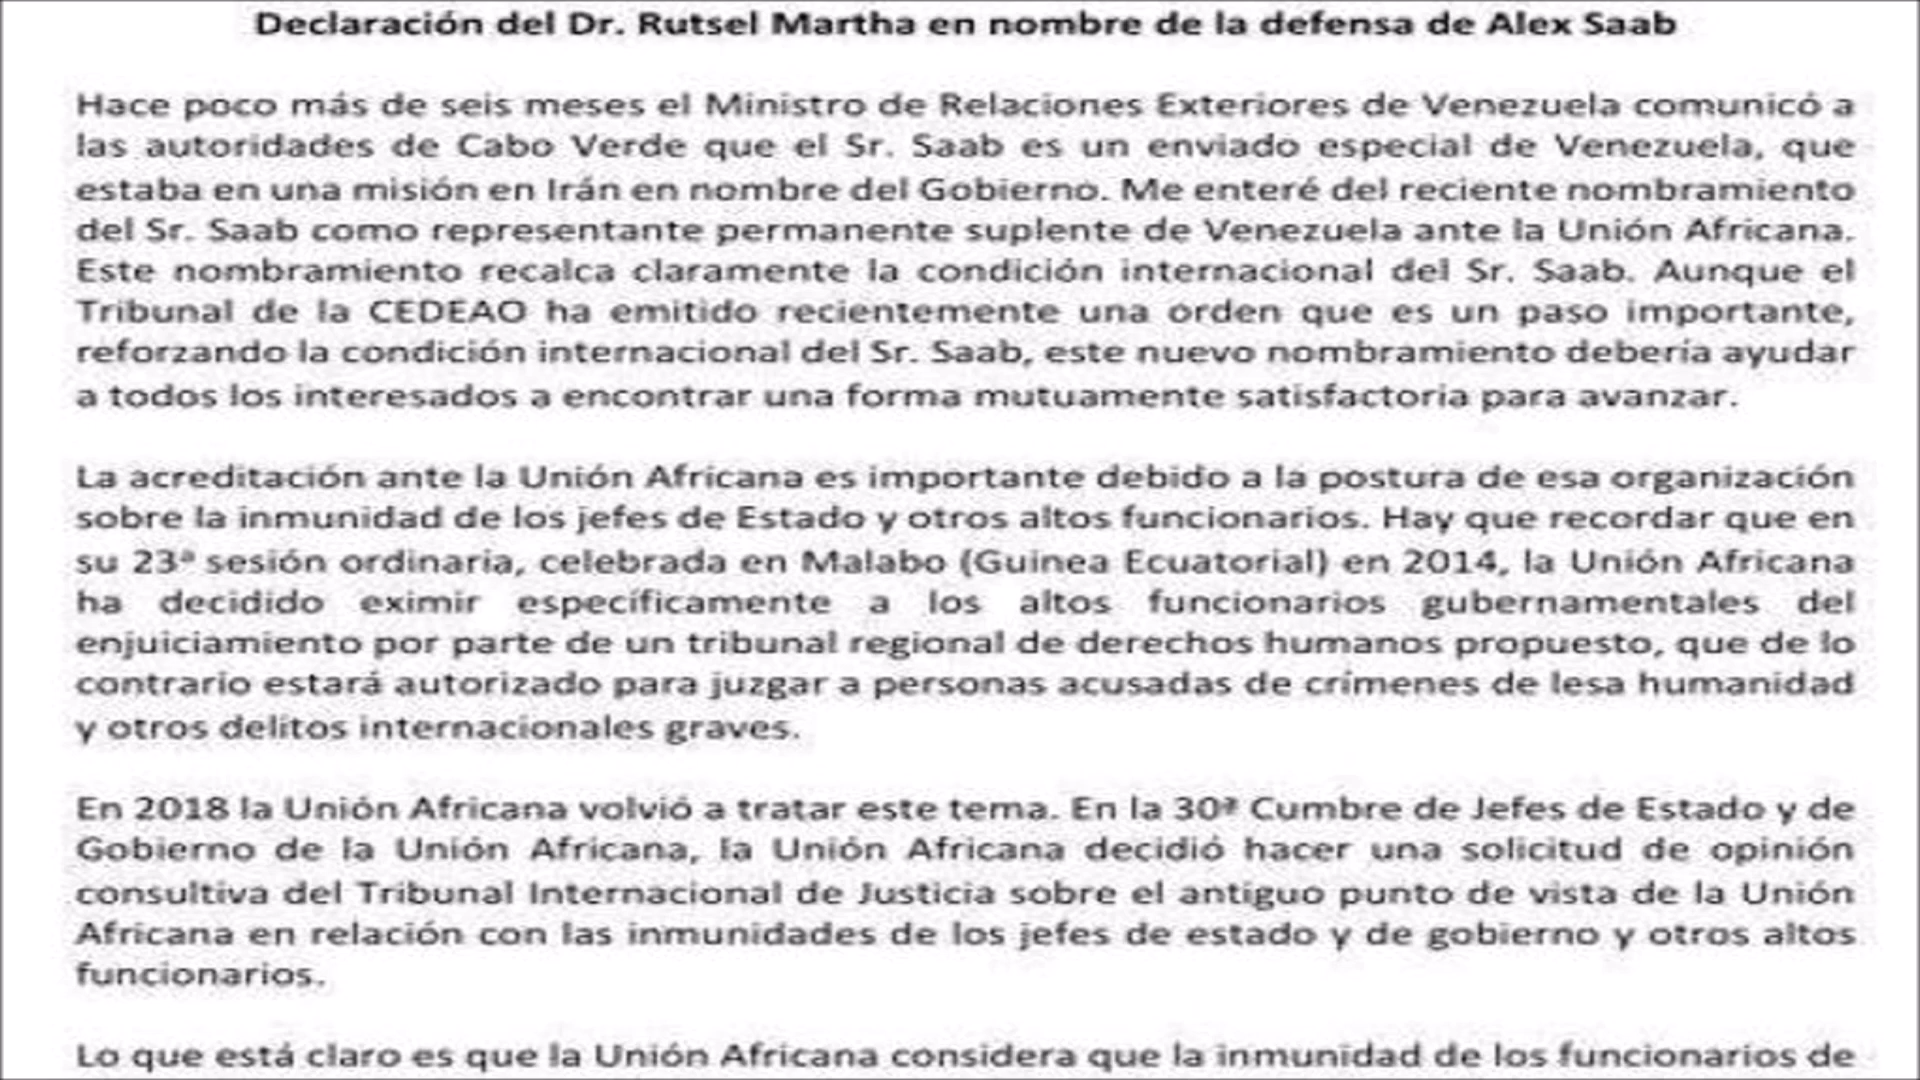 Declaración del Dr. Rutsel Martha en nombre de la defensa de Alex Saab
Hace poco más de seis meses el Ministro de Relaciones Exteriores de Venezuela comunicó a
las autoridades de Cabo Verde que el Sr. Saab es un enviado especial de Venezuela, que
estaba en una misión en Irán en nombre del Gobierno. Me enteré del reciente nombramiento
del Sr. Saab como representante permanente suplente de Venezuela ante la Unión Africana.
Este nombramiento recalca claramente la condición internacional del Sr. Saab. Aunque el
Tribunal de la CEDEAO ha emitido recientemente una orden que es un paso importante,
reforzando la condición internacional del Sr. Saab, este nuevo nombramiento debería ayudar
a todos los interesados a encontrar una forma mutuamente satisfactoria para avanzar.
La acreditación ante la Unión Africana es importante debido a la postura de esa organización
sobre la inmunidad de los jefes de Estado y otros altos funcionarios. Hay que recordar que en
su 23ª sesión ordinaria, celebrada en Malabo (Guinea Ecuatorial) en 2014, la Unión Africana
ha decidido eximir específicamente a los altos funcionarios gubernamentales del
enjuiciamiento por parte de un tribunal regional de derechos humanos propuesto, que de lo
contrario estará autorizado para juzgar a personas acusadas de crímenes de lesa humanidad
y otros delitos internacionales graves.
En 2018 la Unión Africana volvió a tratar este tema. En la 30ª Cumbre de Jefes de Estado y de
Gobierno de la Unión Africana, la Unión Africana decidió hacer una solicitud de opinión
consultiva del Tribunal Internacional de Justicia sobre el antiguo punto de vista de la Unión
Africana en relación con las inmunidades de los jefes de estado y de gobierno y otros altos
funcionarios.
Lo que está claro es que la Unión Africana considera que la inmunidad de los funcionarios de